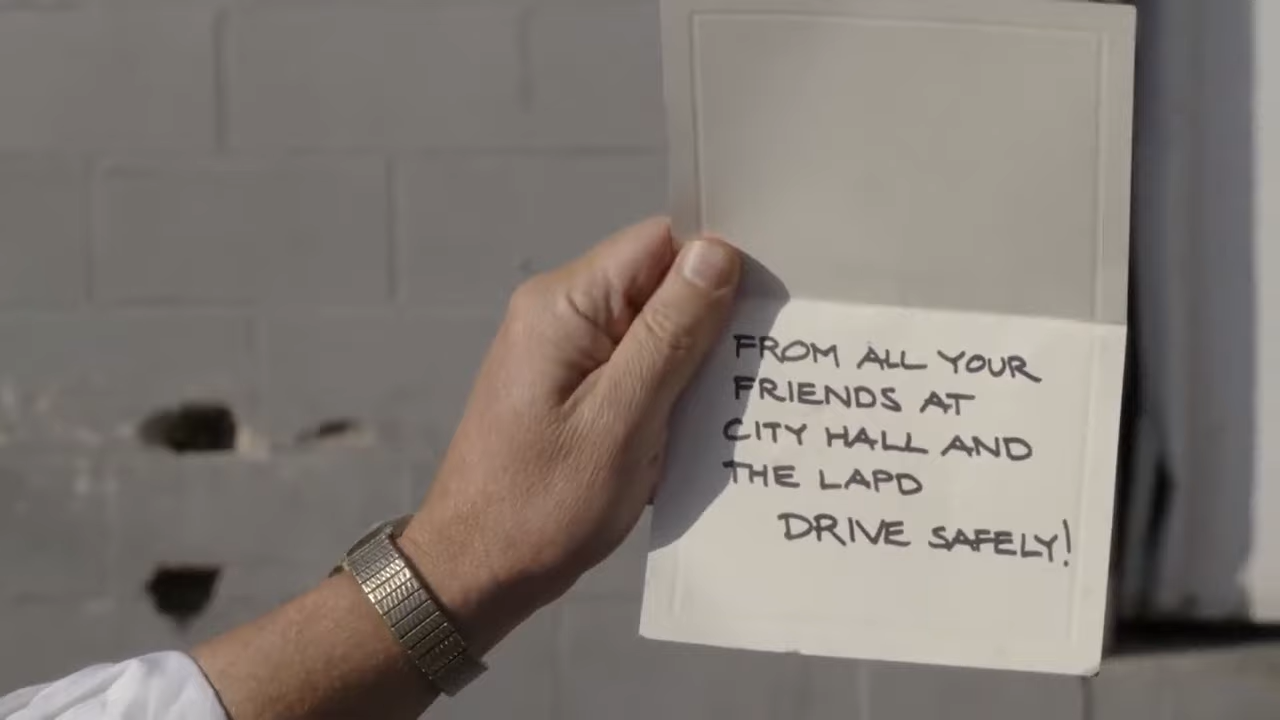 FROM ALL YOUR
FRIENDS AT
CITY HALL AND
THE LAPD
DRIVE SAFELY!